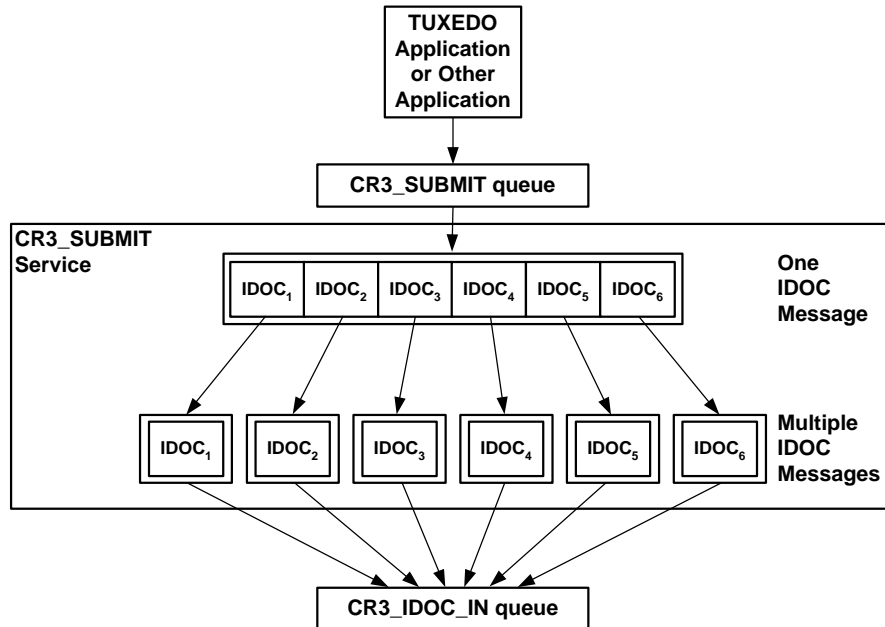 TUXEDO
Application
or Other
Application
CR3_SUBMIT queue
CR3_SUBMIT
Service
IDOC₁ IDOC₂ IDOC₃ IDOC₄ IDOC₅ IDOC₆
One
IDOC
Message
IDOC₁ IDOC₂ IDOC₃ IDOC₄ IDOC₅ IDOC₆
Multiple
IDOC
Messages
CR3_IDOC_IN queue